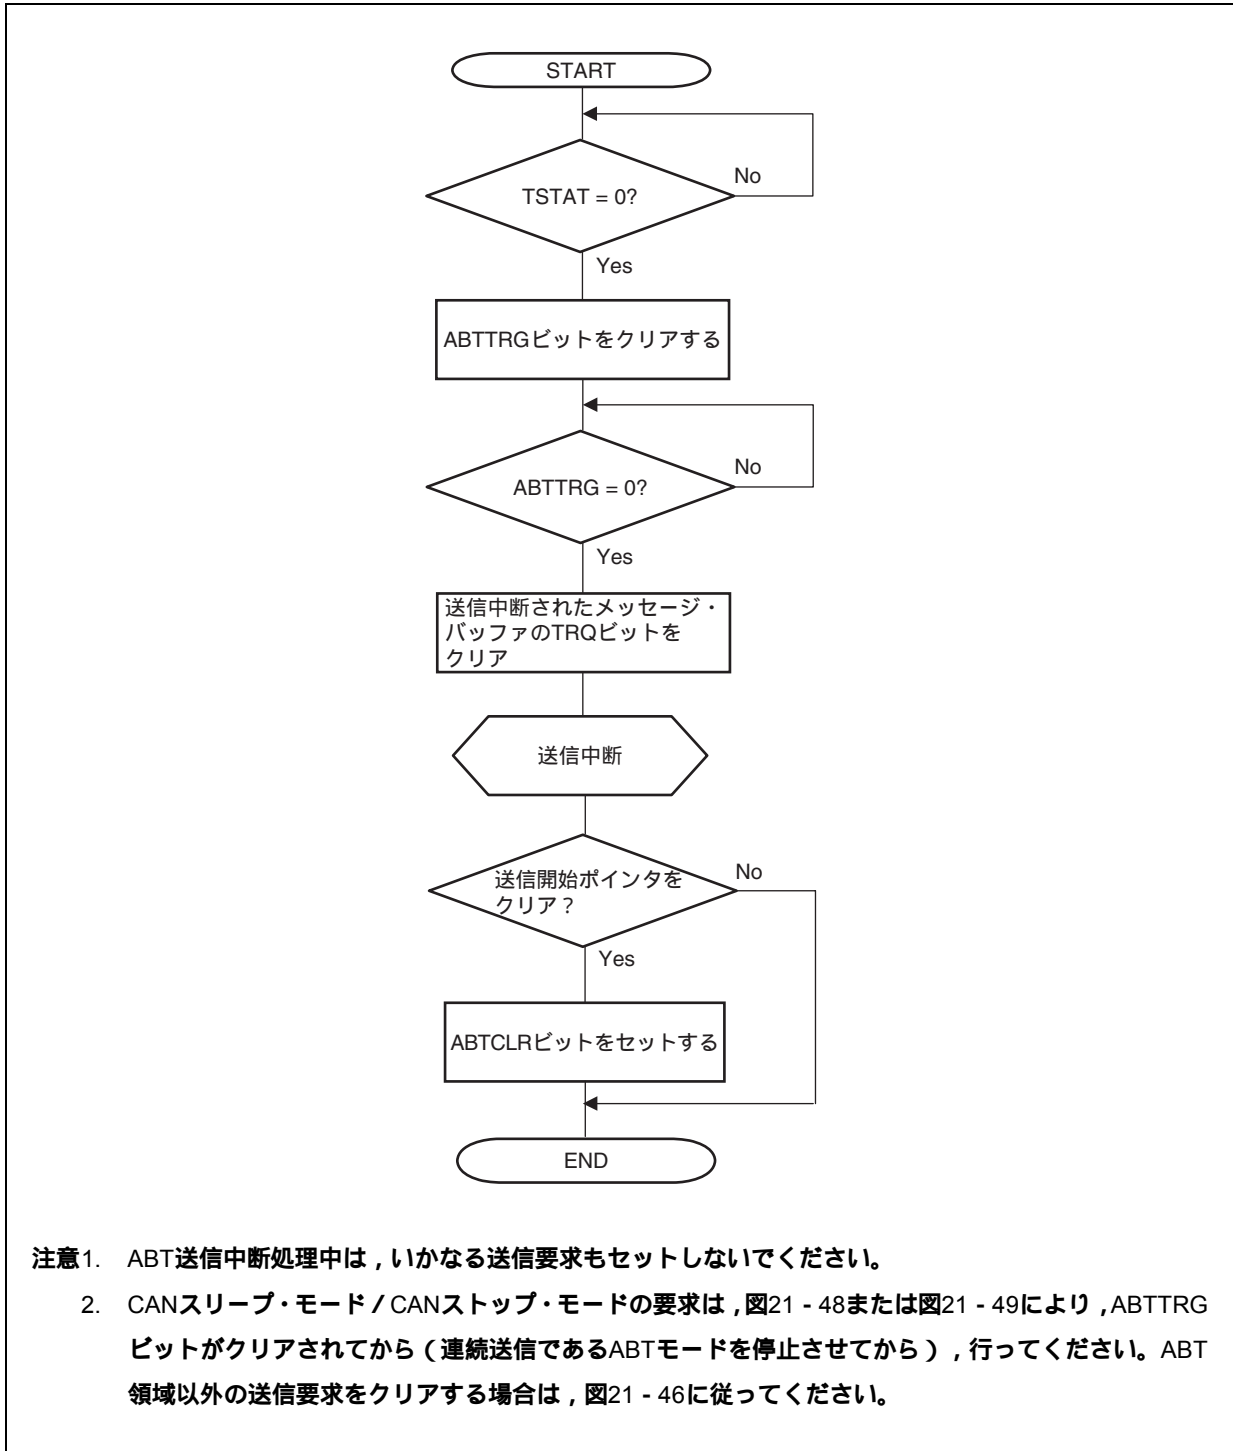 START
TSTAT = 0?
No
Yes
ABTTRGビットをクリアする
ABTTRG = 0?
No
Yes
送信中断されたメッセージ・
バッファのTRQビットを
クリア
送信中断
送信開始ポインタを
クリア？
No
Yes
ABTCLRビットをセットする
END
注意1. ABT送信中断処理中は，いかなる送信要求もセットしないでください。
2. CANスリープ・モード／CANストップ・モードの要求は，図21 - 48または図21 - 49により，ABTTRG
ビットがクリアされてから（連続送信であるABTモードを停止させてから），行ってください。ABT
領域以外の送信要求をクリアする場合は，図21 - 46に従ってください。